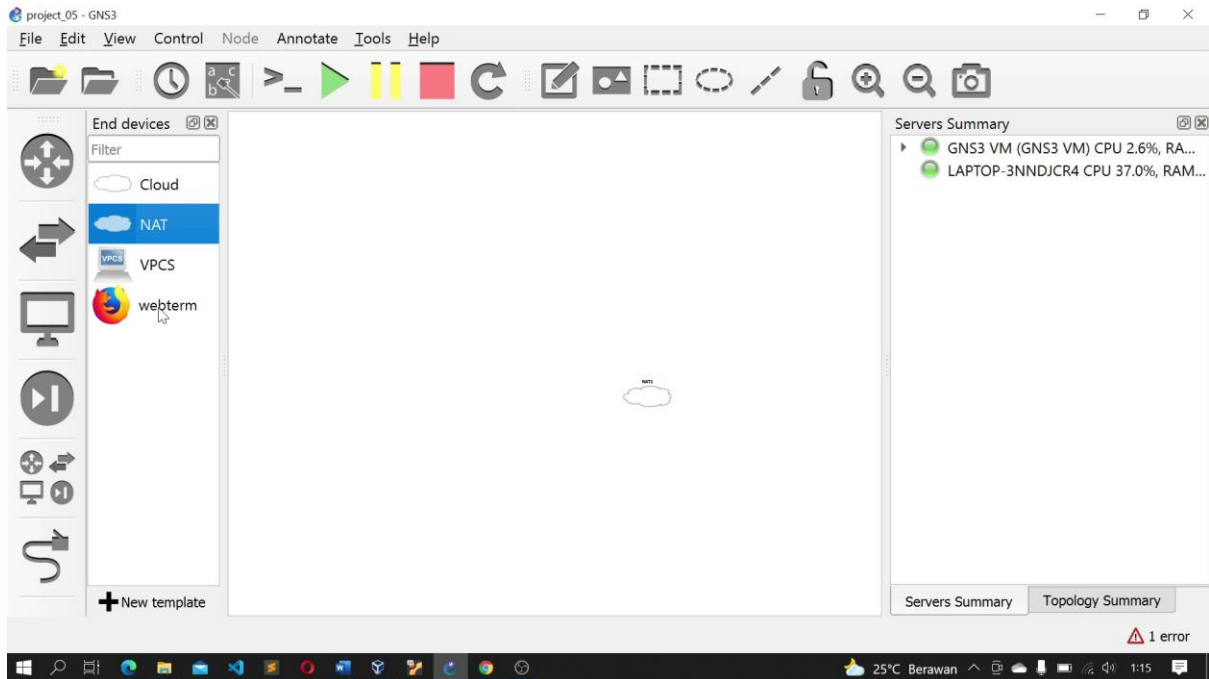 project_05 - GNS3
File Edit View Control Node Annotate Tools Help
End devices
Filter
Cloud
NAT
VPCS
VPCS
webterm
New template
NAT1
Servers Summary
GNS3 VM (GNS3 VM) CPU 2.6%, RA...
LAPTOP-3NNDJCR4 CPU 37.0%, RAM...
Servers Summary Topology Summary
1 error
25°C Berawan 1:15